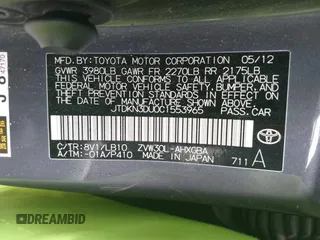 MFD. BY: TOYOTA MOTOR CORPORATION 05/12
GVWR 3980LB GAWR FR 2270LB RR 2175LB
THIS VEHICLE CONFORMS TO ALL APPLICABLE
FEDERAL MOTOR VEHICLE SAFETY, BUMPER, AND
THEFT PREVENTION STANDARDS IN EFFECT ON
THE DATE OF MANUFACTURE SHOWN ABOVE.
JTDKN3DU0C1553965 PASS.CAR
C/TR: 8V1/LB10 ZVW30L-AHXGBA
A/TM: -01A/P410 MADE IN JAPAN 711 A
TOYOTA
47170
DREAMBID